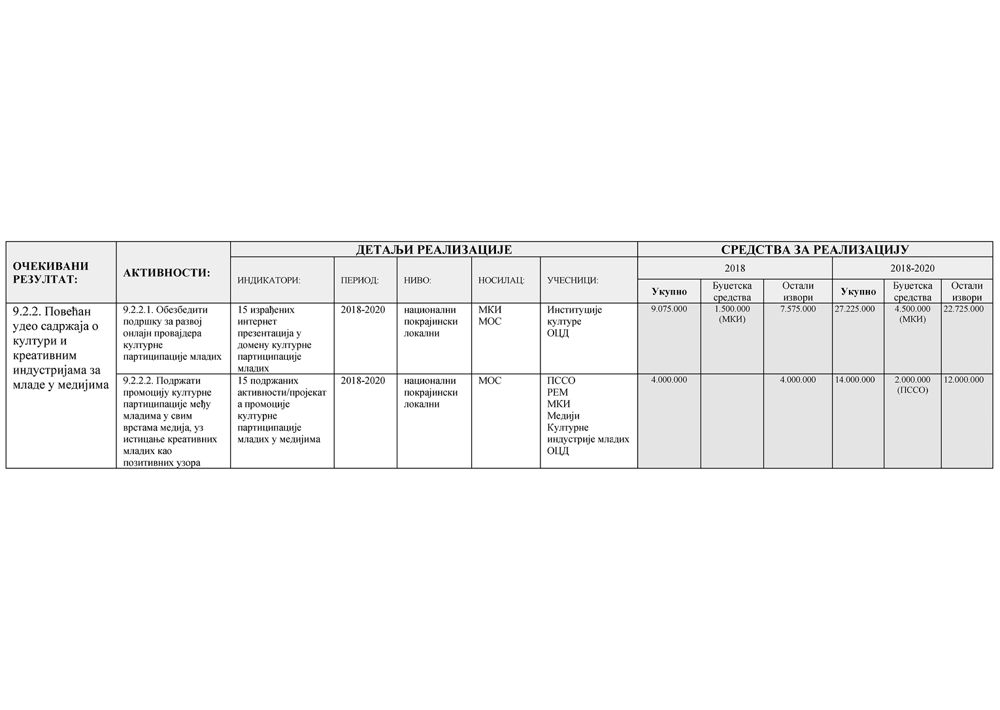 ОЧЕКИВАНИ
РЕЗУЛТАТ:
АКТИВНОСТИ:
ДЕТАЉИ РЕАЛИЗАЦИЈЕ
СРЕДСТВА ЗА РЕАЛИЗАЦИЈУ
ИНДИКАТОРИ:
ПЕРИОД:
НИВО:
НОСИЛАЦ:
УЧЕСНИЦИ:
2018
2018-2020
Укупно
Буџетска
средства
Остали
извори
Укупно
Буџетска
средства
Остали
извори
9.2.2. Повећан
удео садржаја о
култури и
креативним
индустријама за
младе у медијима
9.2.2.1. Обезбедити
подршку за развој
онлајн провајдера
културне
партиципације младих
15 израђених
интернет
презентација у
домену културне
партиципације
младих
2018-2020
национални
покрајински
локални
МКИ
МОС
Институције
културе
ОЦД
9.075.000
1.500.000
(МКИ)
7.575.000
27.225.000
4.500.000
(МКИ)
22.725.000
9.2.2.2. Подржати
промоцију културне
партиципације међу
младима у свим
врстама медија, уз
истицање креативних
младих као
позитивних узора
15 подржаних
активности/пројекат
а промоције
културне
партиципације
младих у медијима
2018-2020
национални
покрајински
локални
МОС
ПССО
РЕМ
МКИ
Медији
Културне
индустрије младих
ОЦД
4.000.000
4.000.000
14.000.000
2.000.000
(ПССО)
12.000.000